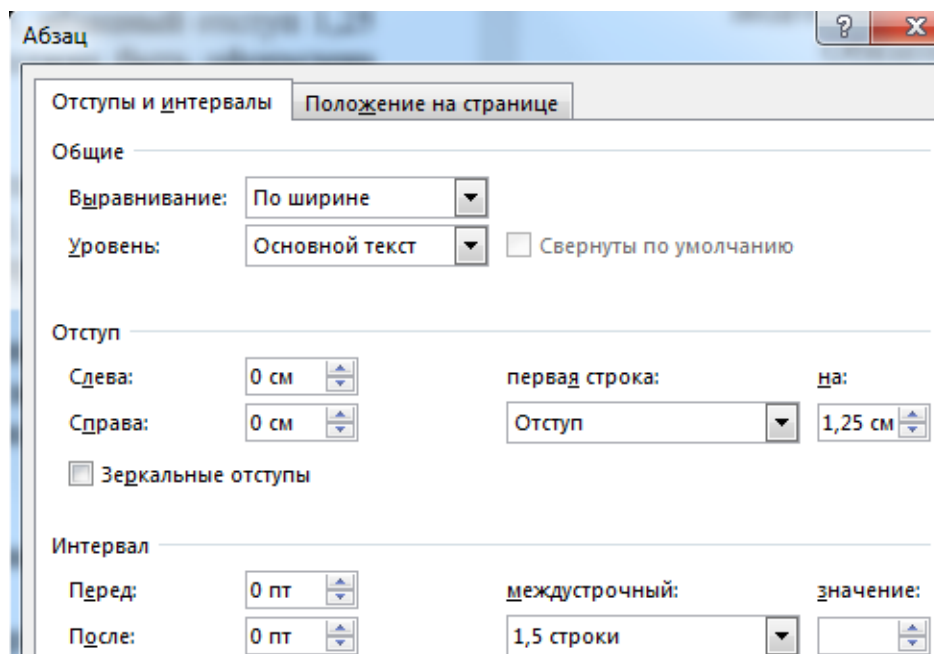 Абзац
Отступы и интервалы Положение на странице
Общие
Выравнивание: По ширине
Уровень: Основной текст Свернуты по умолчанию
Отступ
Слева: 0 см первая строка: на:
Справа: 0 см Отступ 1,25 см
Зеркальные отступы
Интервал
Перед: 0 пт междустрочный: значение:
После: 0 пт 1,5 строки